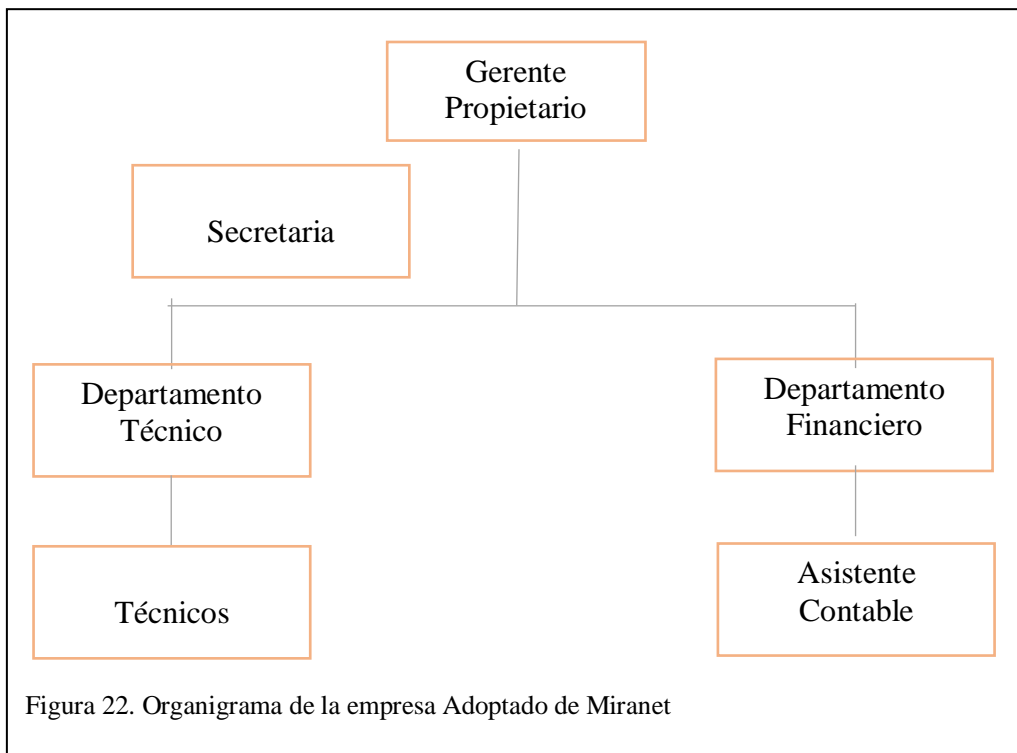 Gerente
Propietario
Secretaria
Departamento
Técnico
Departamento
Financiero
Técnicos
Asistente
Contable
Figura 22. Organigrama de la empresa Adoptado de Miranet